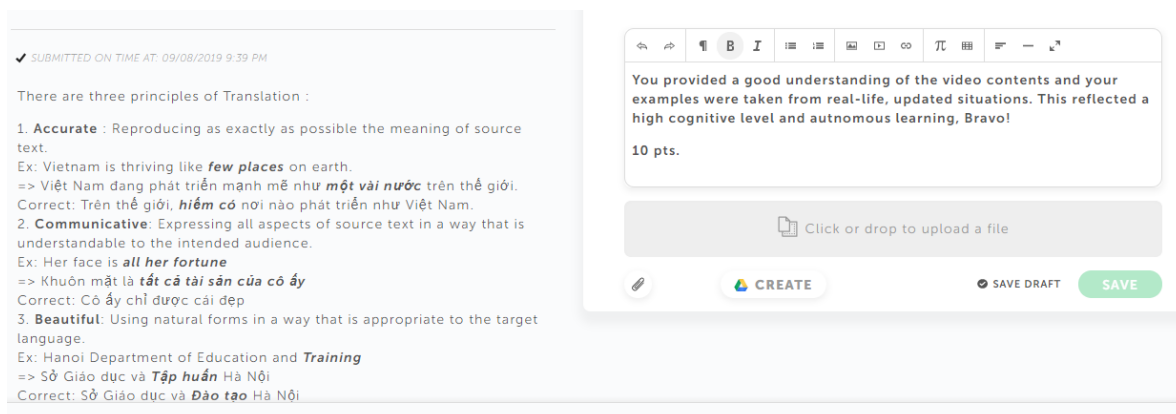 ✔ SUBMITTED ON TIME AT: 09/08/2019 9:39 PM
There are three principles of Translation :
1. Accurate : Reproducing as exactly as possible the meaning of source
text.
Ex: Vietnam is thriving like few places on earth.
=> Việt Nam đang phát triển mạnh mẽ như một vài nước trên thế giới.
Correct: Trên thế giới, hiếm có nơi nào phát triển như Việt Nam.
2. Communicative: Expressing all aspects of source text in a way that is
understandable to the intended audience.
Ex: Her face is all her fortune
=> Khuôn mặt là tất cả tài sản của cô ấy
Correct: Cô ấy chỉ được cái đẹp
3. Beautiful: Using natural forms in a way that is appropriate to the target
language.
Ex: Hanoi Department of Education and Training
=> Sở Giáo dục và Tập huấn Hà Nội
Correct: Sở Giáo dục và Đào tạo Hà Nội
¶ B I π
You provided a good understanding of the video contents and your
examples were taken from real-life, updated situations. This reflected a
high cognitive level and autnomous learning, Bravo!
10 pts.
Click or drop to upload a file
CREATE
SAVE DRAFT
SAVE